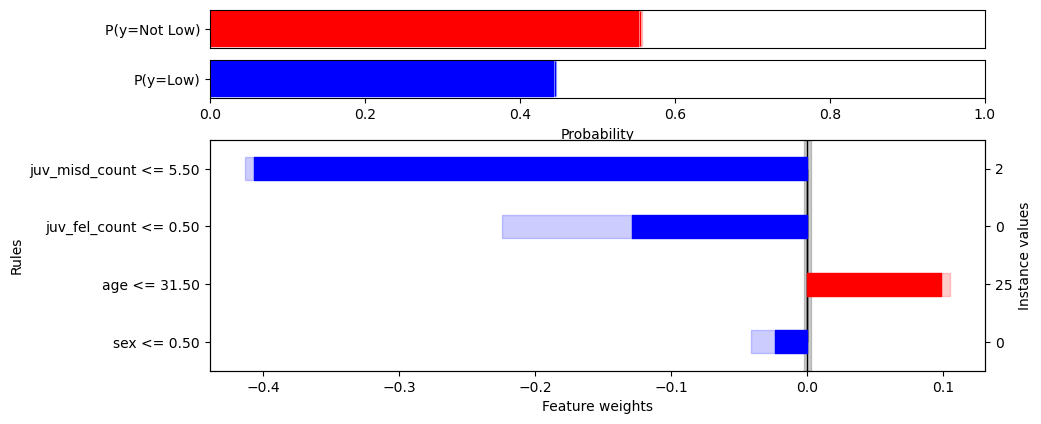 P(y=Not Low)
P(y=Low)
0.0 0.2 0.4 0.6 0.8 1.0
Probability
juv_misd_count <= 5.50 2
juv_fel_count <= 0.50 0
age <= 31.50 25
sex <= 0.50 0
Rules
Instance values
−0.4 −0.3 −0.2 −0.1 0.0 0.1
Feature weights